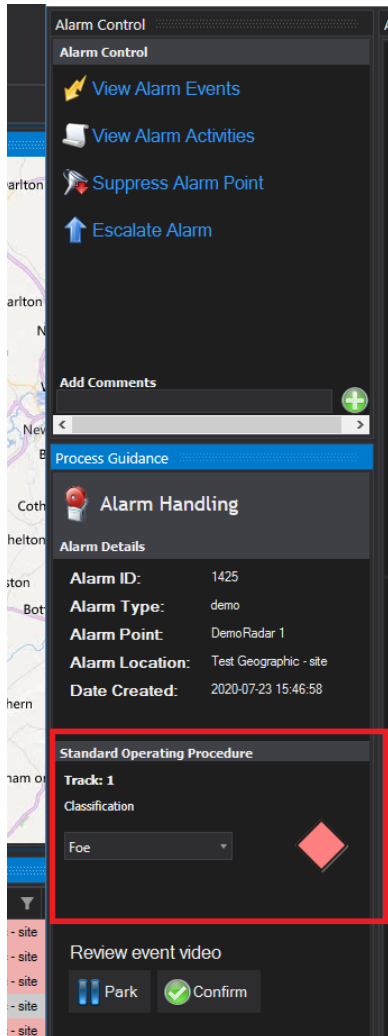 Alarm Control
Alarm Control
View Alarm Events
View Alarm Activities
Suppress Alarm Point
Escalate Alarm
Add Comments
Process Guidance
Alarm Handling
Alarm Details
Alarm ID: 1425
Alarm Type: demo
Alarm Point: DemoRadar 1
Alarm Location: Test Geographic - site
Date Created: 2020-07-23 15:46:58
Standard Operating Procedure
Track: 1
Classification
Foe
Review event video
Park Confirm
arlton
arlton
N
New
B
Coth
helton
ston
Bot
hern
ham o
- site
- site
- site
- site
- site